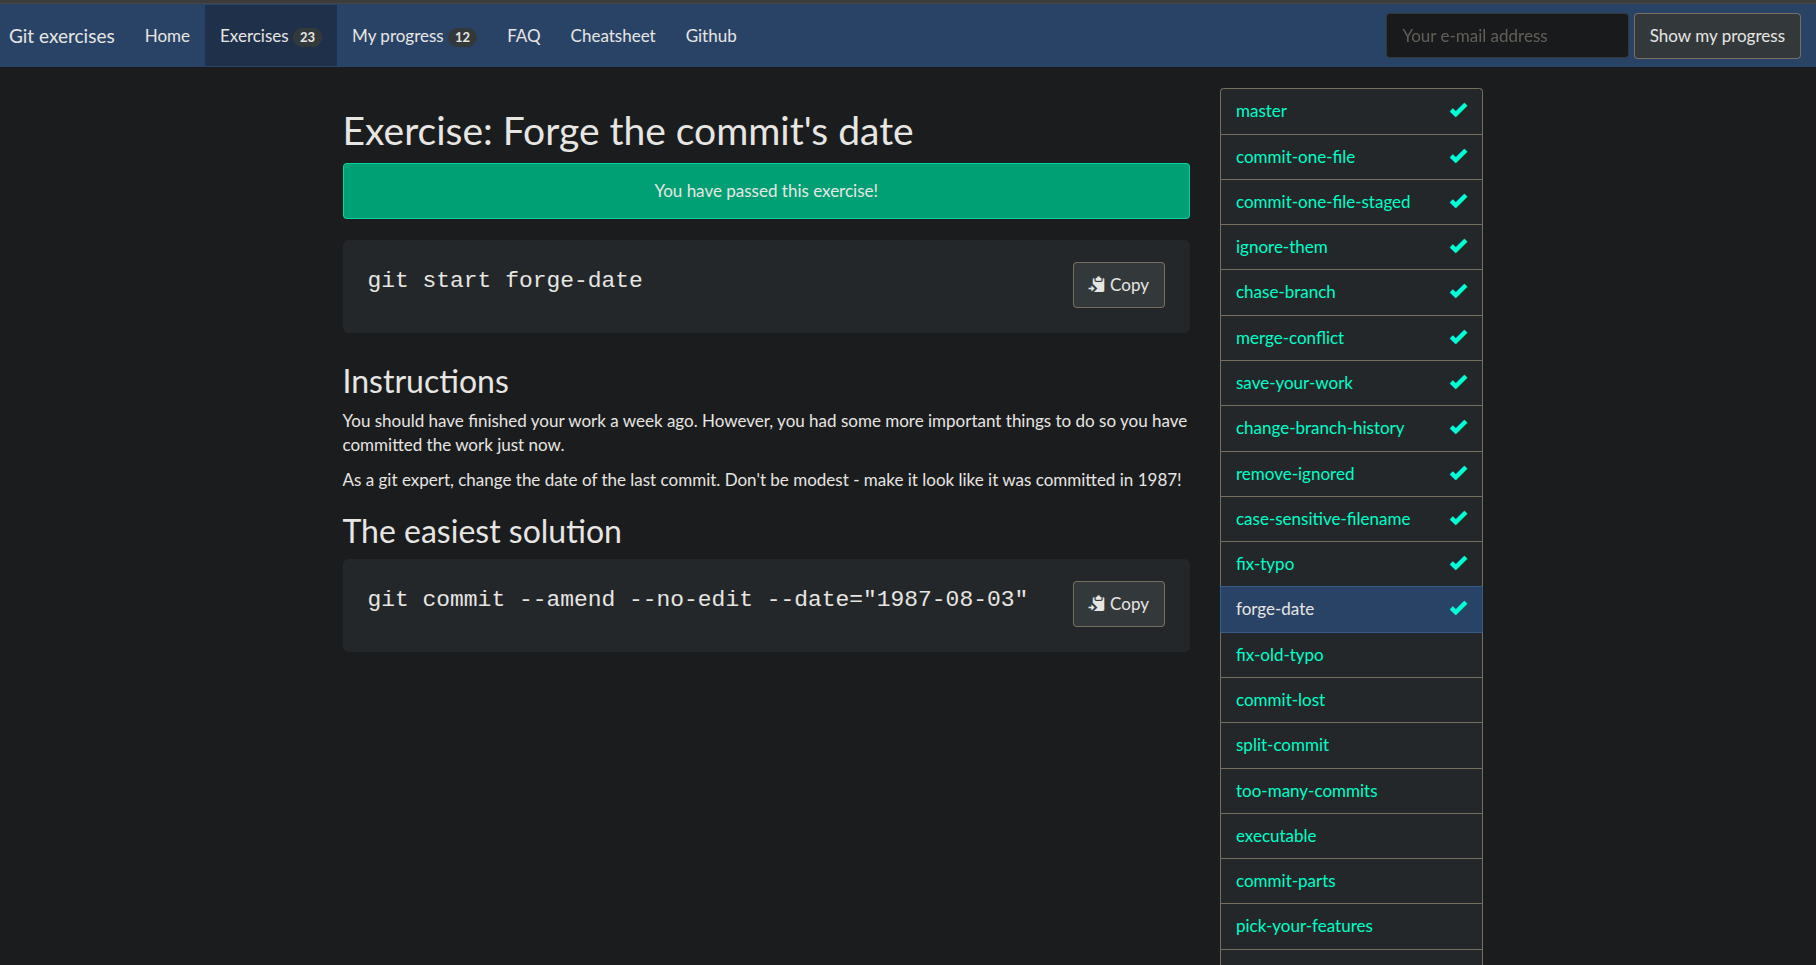 Git exercises
Home
Exercises 23
My progress 12
FAQ
Cheatsheet
Github
Your e-mail address
Show my progress
Exercise: Forge the commit's date
You have passed this exercise!
git start forge-date
Copy
Instructions
You should have finished your work a week ago. However, you had some more important things to do so you have
committed the work just now.
As a git expert, change the date of the last commit. Don't be modest - make it look like it was committed in 1987!
The easiest solution
git commit --amend --no-edit --date="1987-08-03"
Copy
master
commit-one-file
commit-one-file-staged
ignore-them
chase-branch
merge-conflict
save-your-work
change-branch-history
remove-ignored
case-sensitive-filename
fix-typo
forge-date
fix-old-typo
commit-lost
split-commit
too-many-commits
executable
commit-parts
pick-your-features